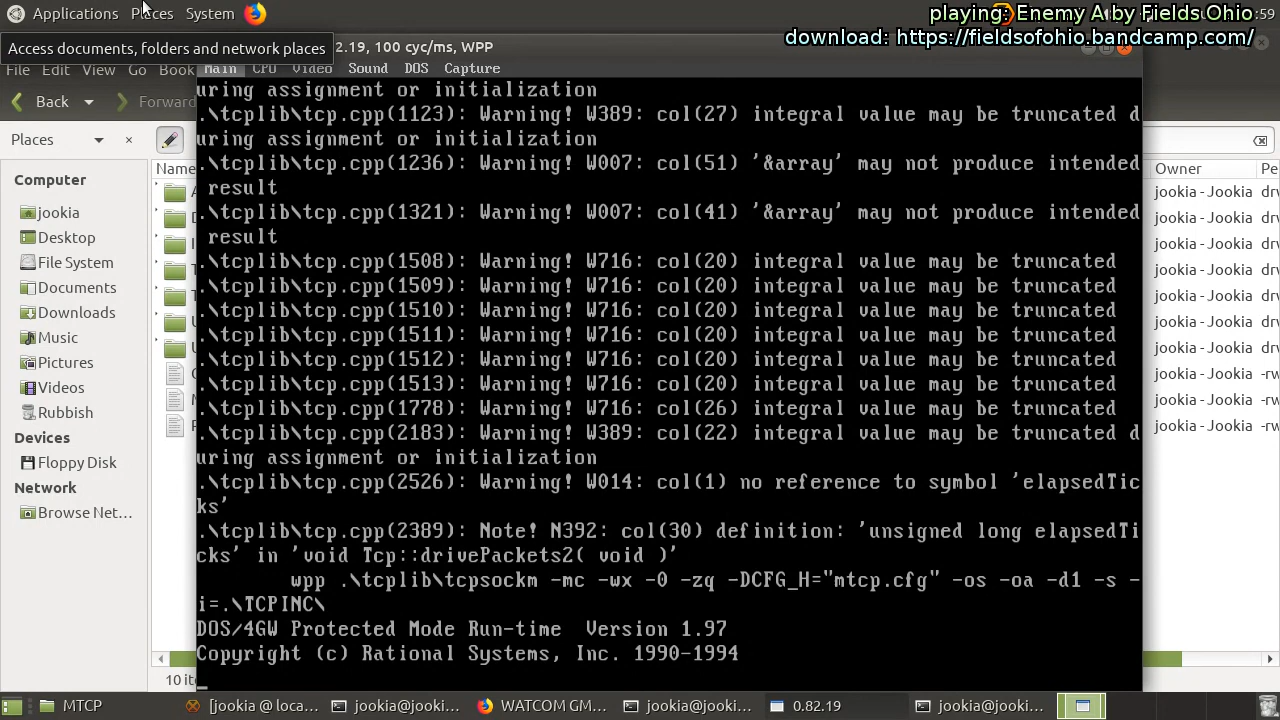 Applications Places System
playing: Enemy A by Fields Ohio
:59
download: https://fieldsofohio.bandcamp.com/
Access documents, folders and network places
2.19, 100 cyc/ms, WPP
File Edit View Go Book
Main CPU Video Sound DOS Capture
Back Forward
Places
Name
Owner Pe
Computer
jookia
Desktop
File System
Documents
Downloads
Music
Pictures
Videos
Rubbish
Devices
Floppy Disk
Network
Browse Net...
10 ite
uring assignment or initialization
.\tcplib\tcp.cpp(1123): Warning! W389: col(27) integral value may be truncated d
uring assignment or initialization
.\tcplib\tcp.cpp(1236): Warning! W007: col(51) '&array' may not produce intended
result
.\tcplib\tcp.cpp(1321): Warning! W007: col(41) '&array' may not produce intended
result
.\tcplib\tcp.cpp(1508): Warning! W716: col(20) integral value may be truncated
.\tcplib\tcp.cpp(1509): Warning! W716: col(20) integral value may be truncated
.\tcplib\tcp.cpp(1510): Warning! W716: col(20) integral value may be truncated
.\tcplib\tcp.cpp(1511): Warning! W716: col(20) integral value may be truncated
.\tcplib\tcp.cpp(1512): Warning! W716: col(20) integral value may be truncated
.\tcplib\tcp.cpp(1513): Warning! W716: col(20) integral value may be truncated
.\tcplib\tcp.cpp(1778): Warning! W716: col(26) integral value may be truncated
.\tcplib\tcp.cpp(2183): Warning! W389: col(22) integral value may be truncated d
uring assignment or initialization
.\tcplib\tcp.cpp(2526): Warning! W014: col(1) no reference to symbol 'elapsedTic
ks'
.\tcplib\tcp.cpp(2389): Note! N392: col(30) definition: 'unsigned long elapsedTi
cks' in 'void Tcp::drivePackets2( void )'
wpp .\tcplib\tcpsockm -mc -wx -0 -zq -DCFG_H="mtcp.cfg" -os -oa -d1 -s -
i=.\TCPINC\
DOS/4GW Protected Mode Run-time Version 1.97
Copyright (c) Rational Systems, Inc. 1990-1994
jookia - Jookia drw
jookia - Jookia drw
jookia - Jookia drw
jookia - Jookia drw
jookia - Jookia drw
jookia - Jookia drw
jookia - Jookia drw
jookia - Jookia -rw
jookia - Jookia -rw
jookia - Jookia -rw
MTCP
[jookia @ loca...
jookia@jooki...
WATCOM C M...
jookia@jooki...
0.82.19
jookia@jooki...